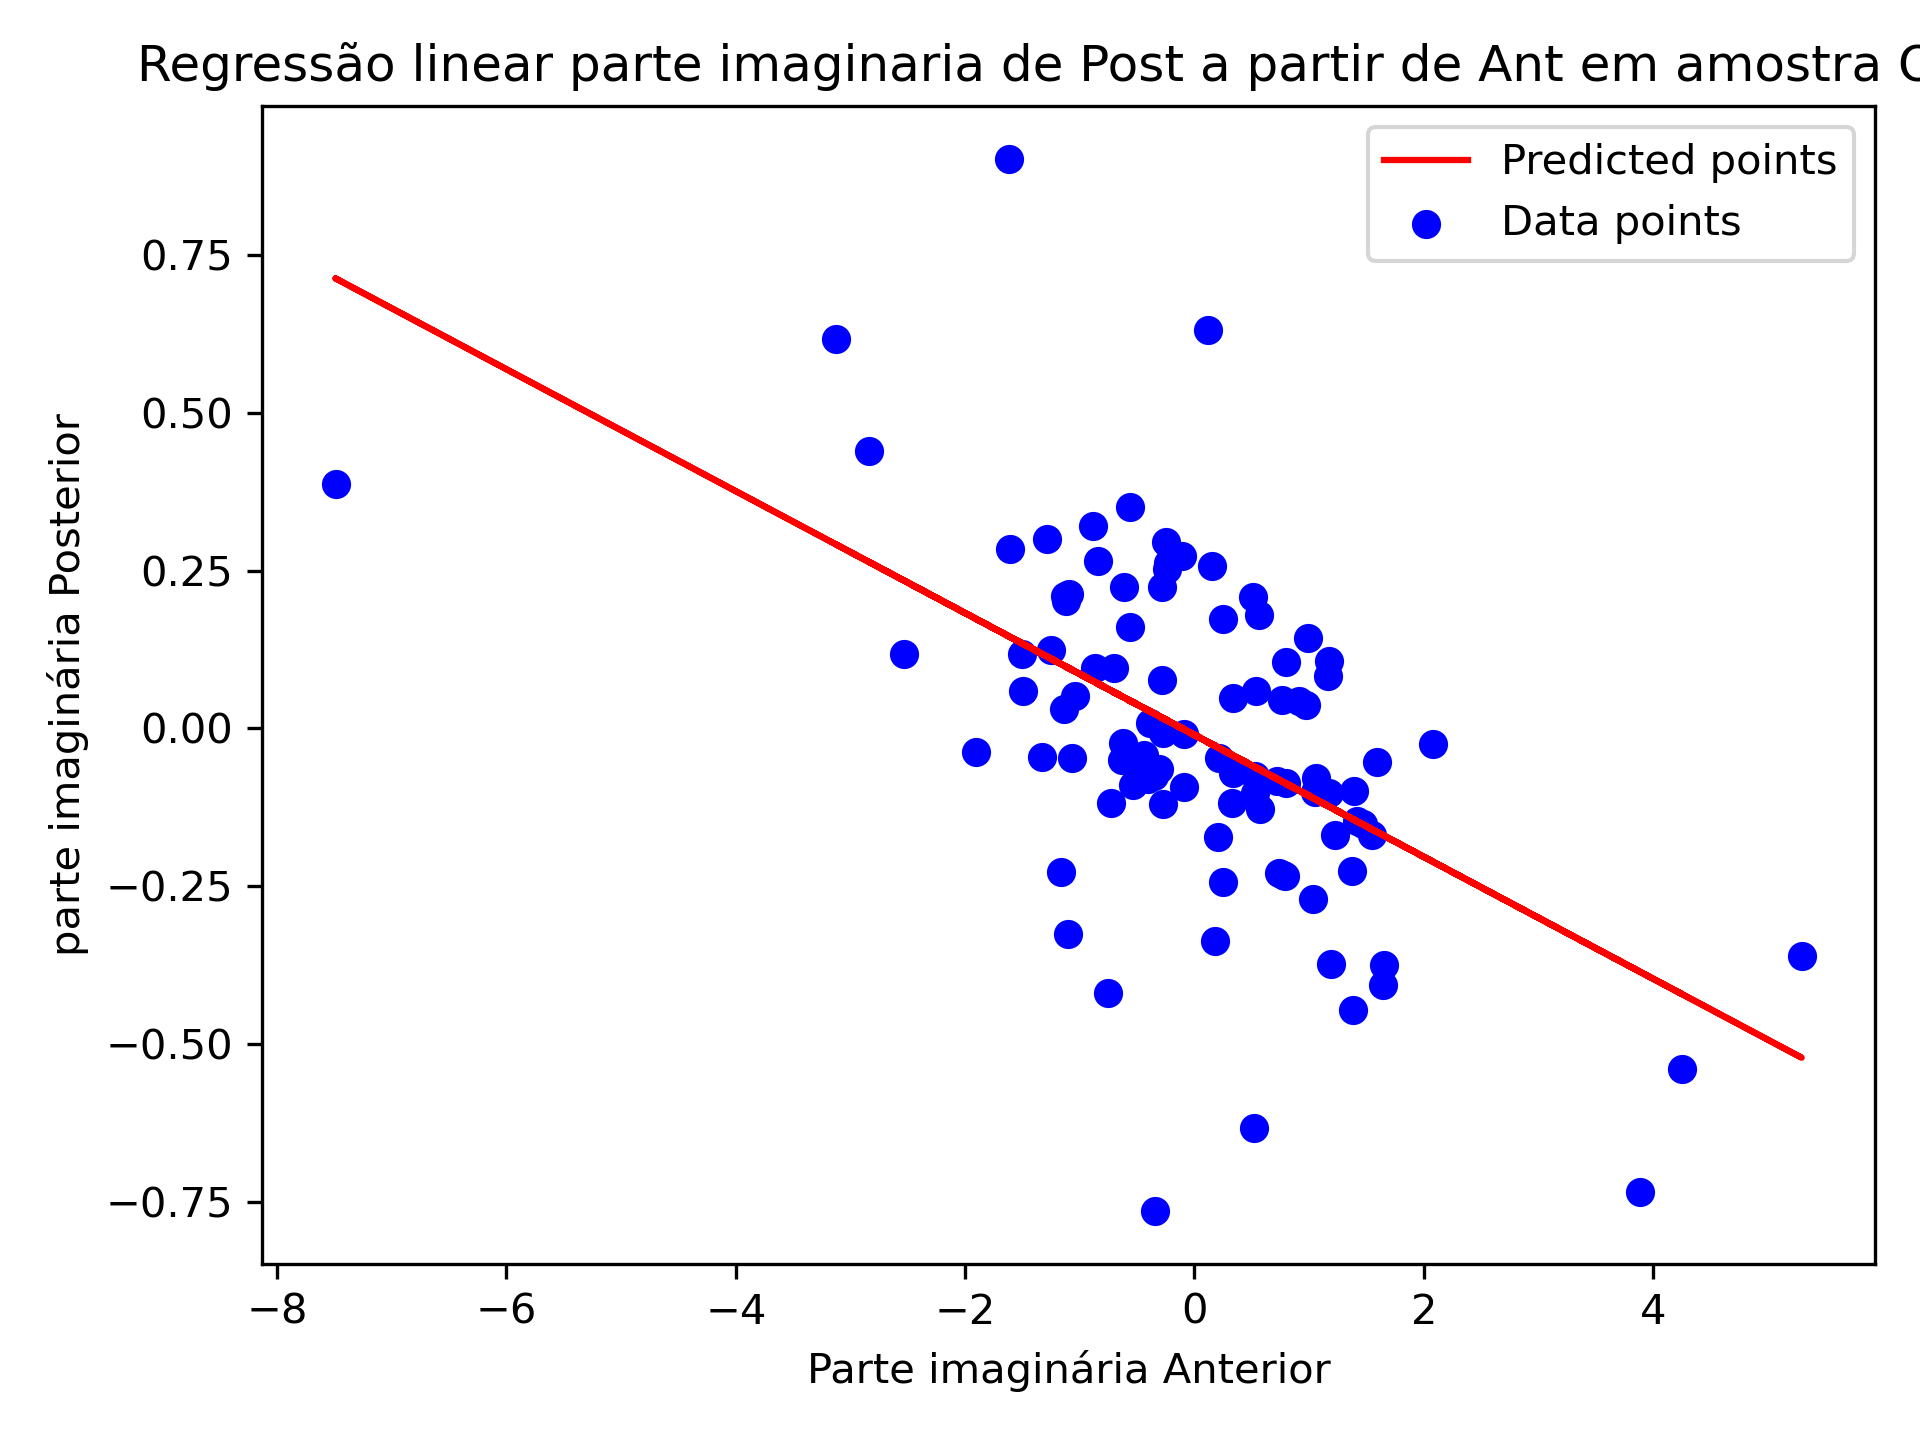 Regressão linear parte imaginaria de Post a partir de Ant em amostra
Predicted points
Data points
parte imaginária Posterior
0.75
0.50
0.25
0.00
−0.25
−0.50
−0.75
−8
−6
−4
−2
0
2
4
Parte imaginária Anterior